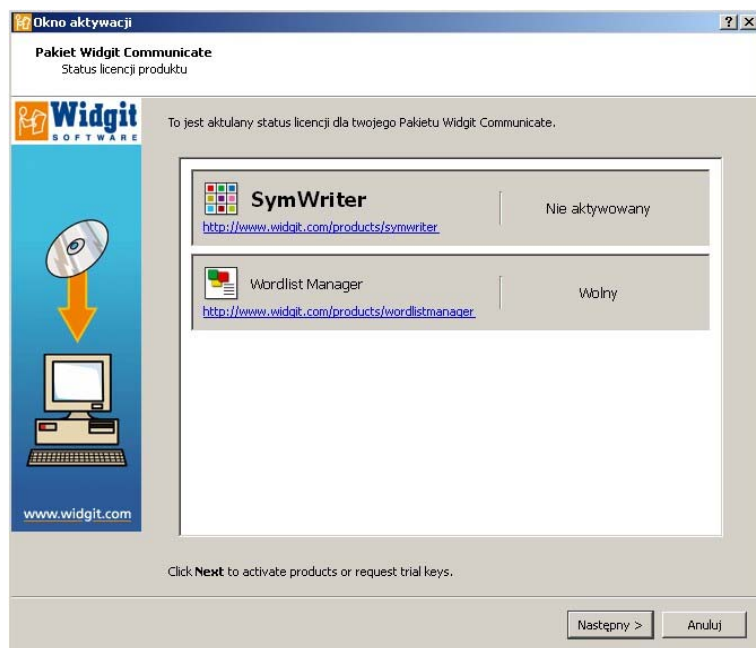 Okno aktywacji
Pakiet Widgit Communicate
Status licencji produktu
Widgit
SOFTWARE
To jest aktulany status licencji dla twojego Pakietu Widgit Communicate.
SymWriter
Nie aktywowany
http://www.widgit.com/products/symwriter
Wordlist Manager
Wolny
http://www.widgit.com/products/wordlistmanager
www.widgit.com
Click Next to activate products or request trial keys.
Następny >
Anuluj